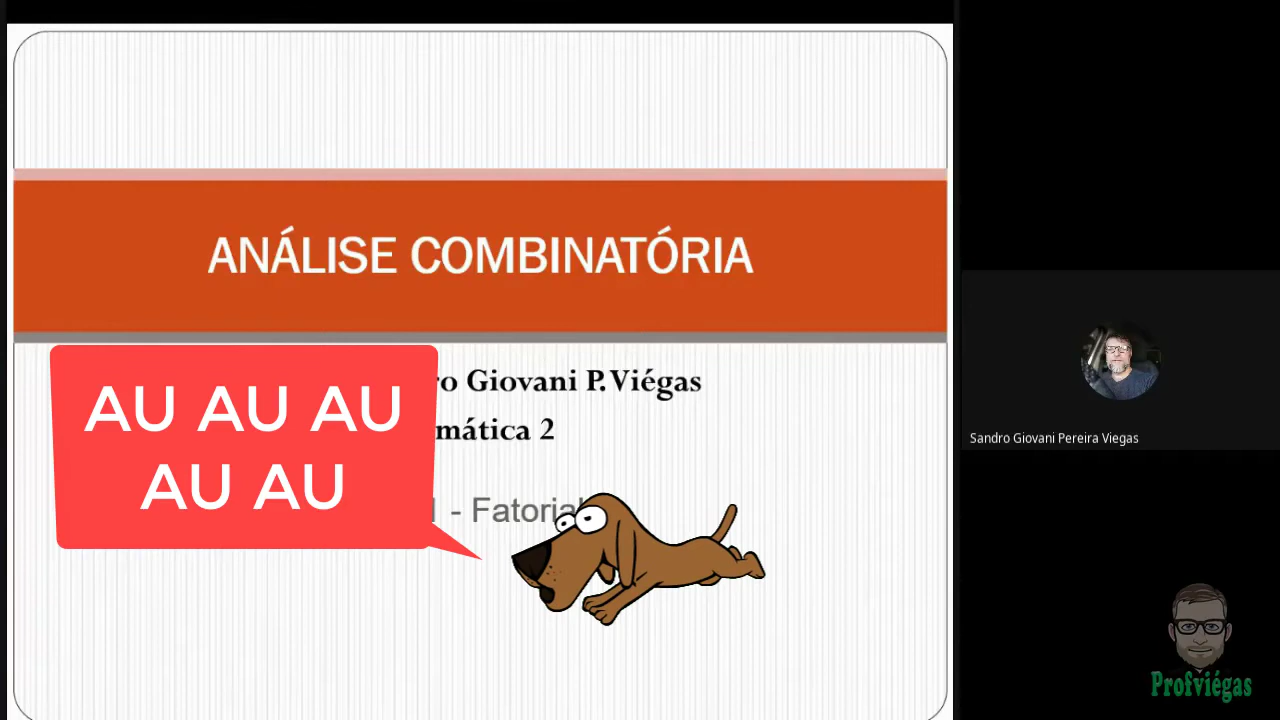 ANÁLISE COMBINATÓRIA
ro Giovani P. Viégas
mática 2
AU AU AU
AU AU
- Fatorial
Sandro Giovani Pereira Viegas
Profviégas